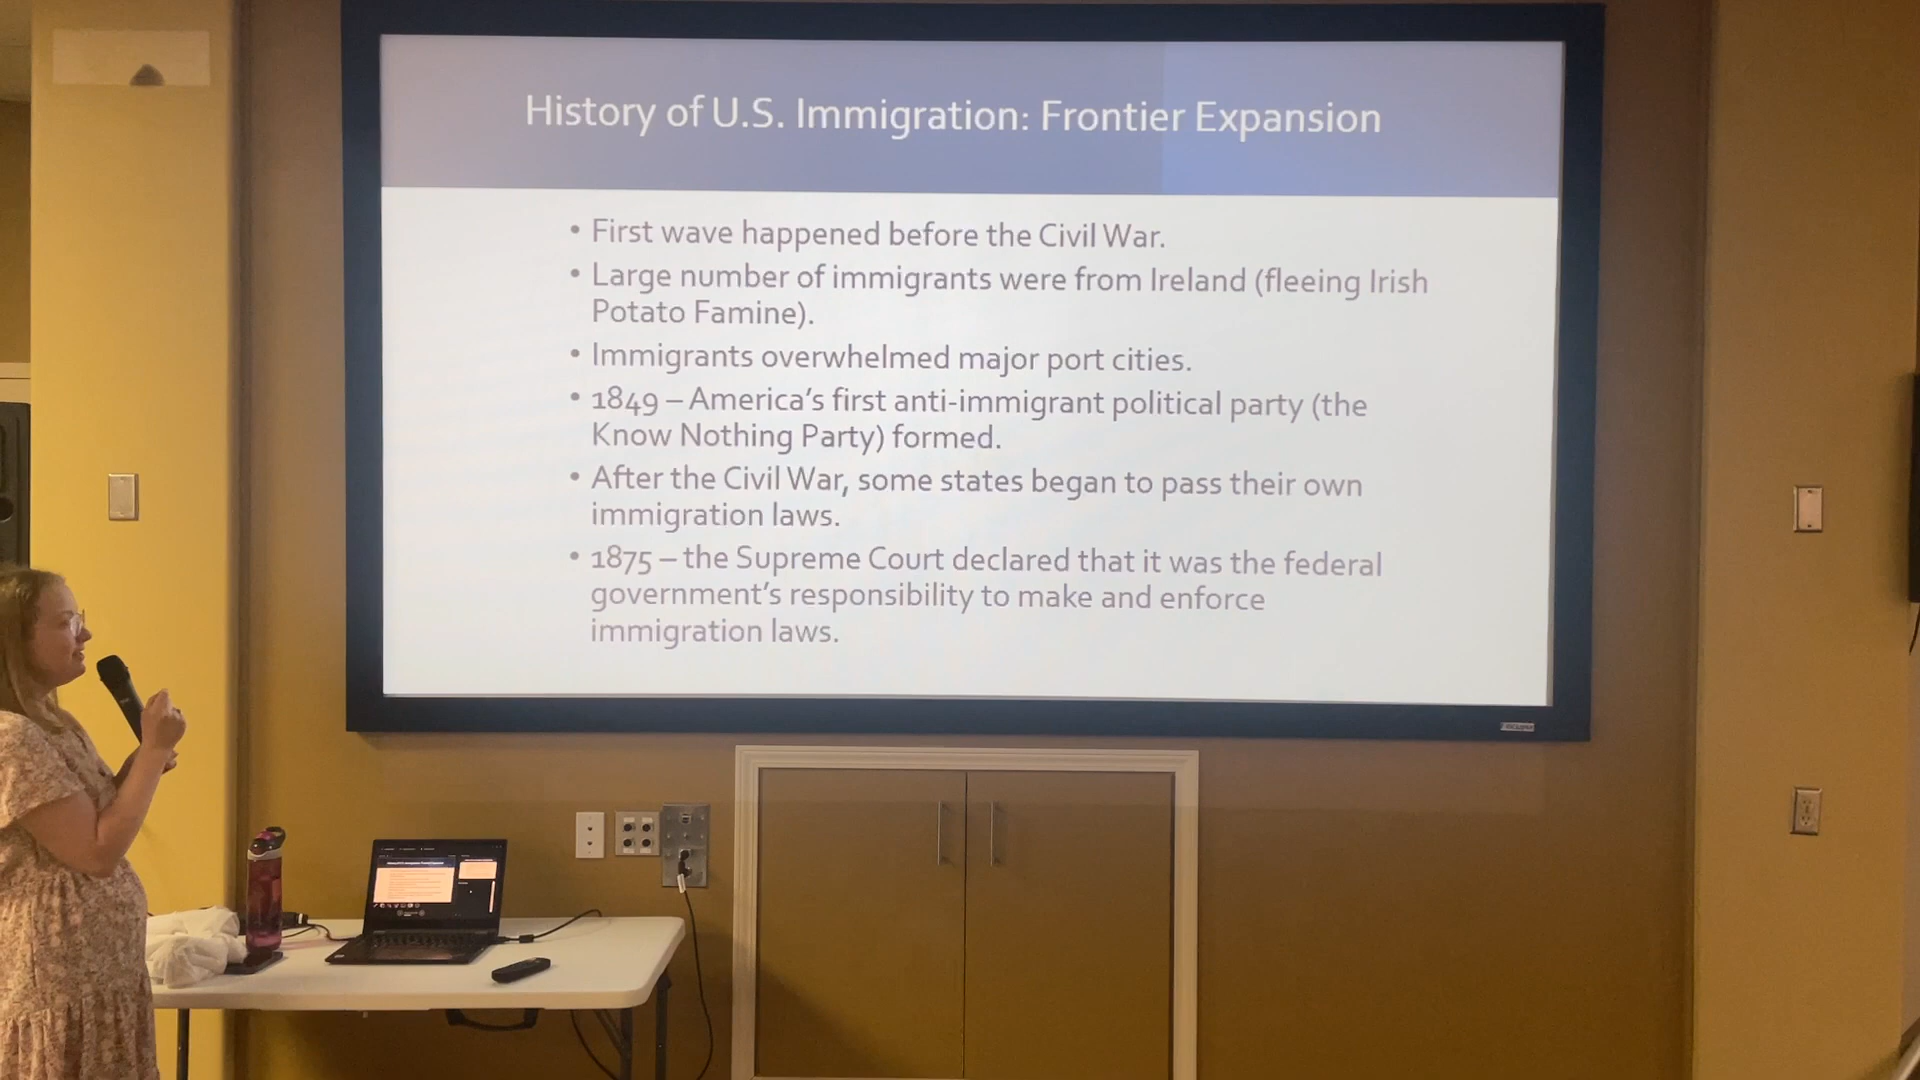 History of U.S. Immigration: Frontier Expansion
• First wave happened before the Civil War.
• Large number of immigrants were from Ireland (fleeing Irish
Potato Famine).
• Immigrants overwhelmed major port cities.
• 1849 – America's first anti-immigrant political party (the
Know Nothing Party) formed.
• After the Civil War, some states began to pass their own
immigration laws.
• 1875 – the Supreme Court declared that it was the federal
government's responsibility to make and enforce
immigration laws.